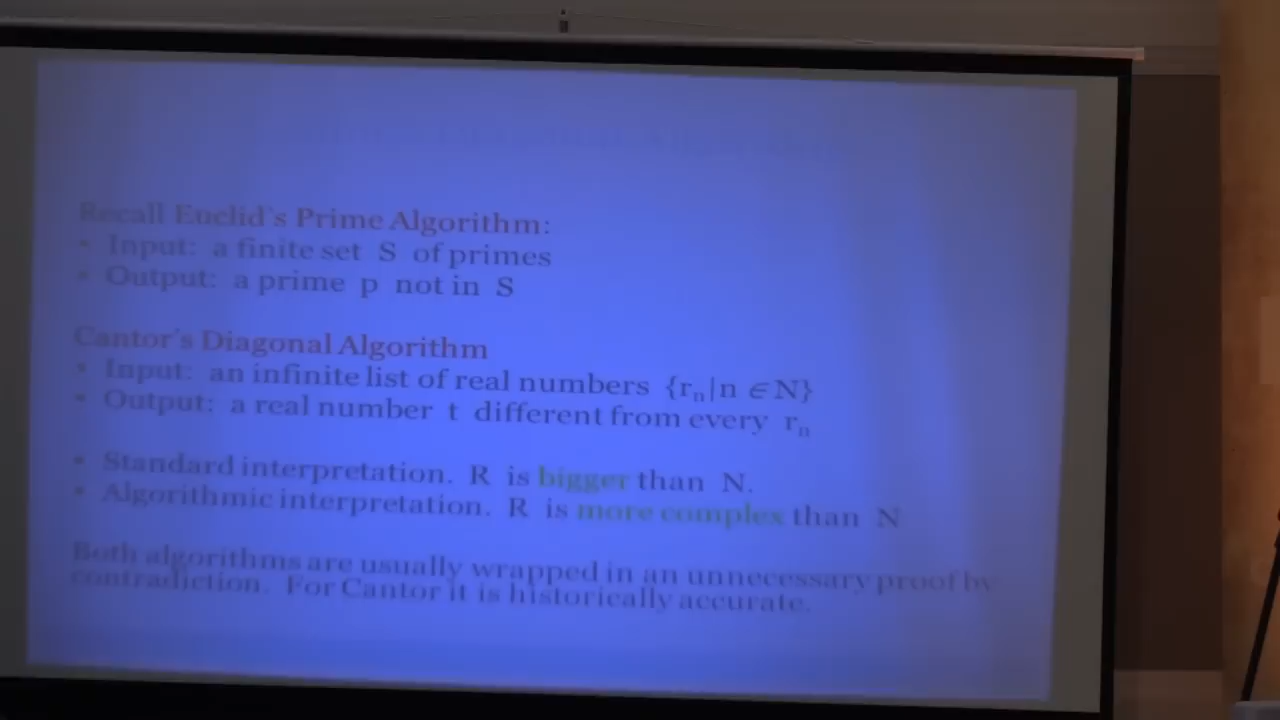 Recall Euclid's Prime Algorithm:
• Input: a finite set S of primes
• Output: a prime p not in S
Cantor's Diagonal Algorithm
• Input: an infinite list of real numbers {rₙ|n ∈ N}
• Output: a real number t different from every rₙ
• Standard interpretation. R is bigger than N.
• Algorithmic interpretation. R is more complex than N
Both algorithms are usually wrapped in an unnecessary proof by
contradiction. For Cantor it is historically accurate.